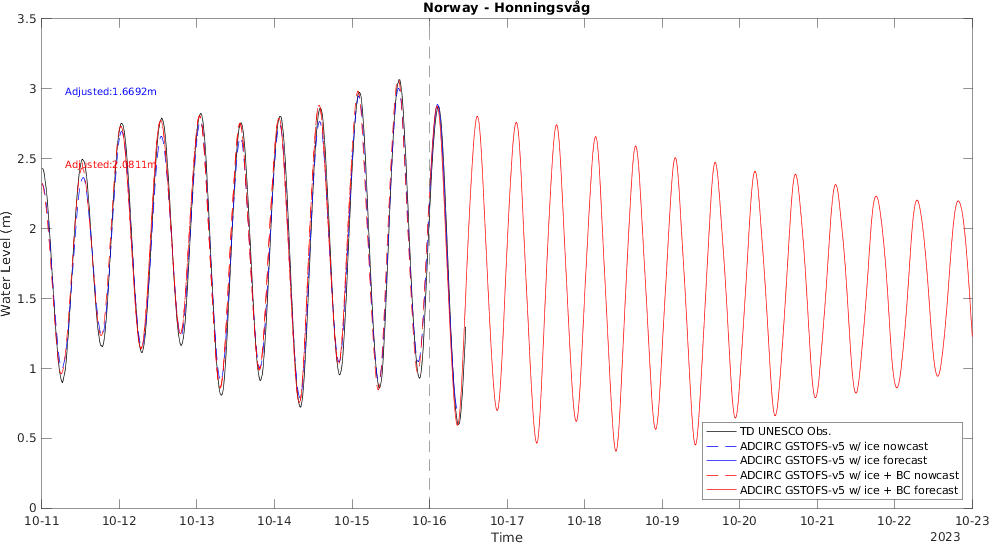 Norway - Honningsvåg
3.5
3
2.5
2
1.5
1
0.5
0
Water Level (m)
Adjusted:1.6692m
Adjusted:2.0811m
TD UNESCO Obs.
ADCIRC GSTOFS-v5 w/ ice nowcast
ADCIRC GSTOFS-v5 w/ ice forecast
ADCIRC GSTOFS-v5 w/ ice + BC nowcast
ADCIRC GSTOFS-v5 w/ ice + BC forecast
10-11 10-12 10-13 10-14 10-15 10-16 10-17 10-18 10-19 10-20 10-21 10-22 10-23
Time
2023